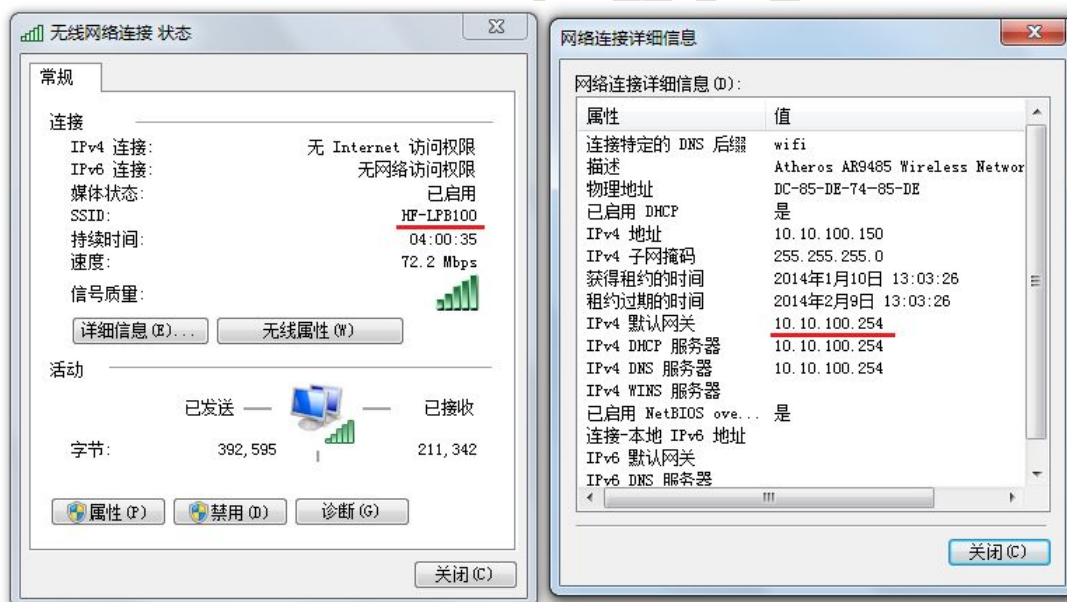 无线网络连接 状态
常规
连接
IPv4 连接: 无 Internet 访问权限
IPv6 连接: 无网络访问权限
媒体状态: 已启用
SSID: HF-LPB100
持续时间: 04:00:35
速度: 72.2 Mbps
信号质量:
详细信息(E)... 无线属性(W)
活动
已发送 — — 已接收
字节: 392,595 211,342
属性(P) 禁用(D) 诊断(G)
关闭(C)
网络连接详细信息
网络连接详细信息(D):
属性 值
连接特定的 DNS 后缀 wifi
描述 Atheros AR9485 Wireless Networ
物理地址 DC-85-DE-74-85-DE
已启用 DHCP 是
IPv4 地址 10.10.100.150
IPv4 子网掩码 255.255.255.0
获得租约的时间 2014年1月10日 13:03:26
租约过期的时间 2014年2月9日 13:03:26
IPv4 默认网关 10.10.100.254
IPv4 DHCP 服务器 10.10.100.254
IPv4 DNS 服务器 10.10.100.254
IPv4 WINS 服务器
已启用 NetBIOS ove... 是
连接-本地 IPv6 地址
IPv6 默认网关
IPv6 DNS 服务器
关闭(C)